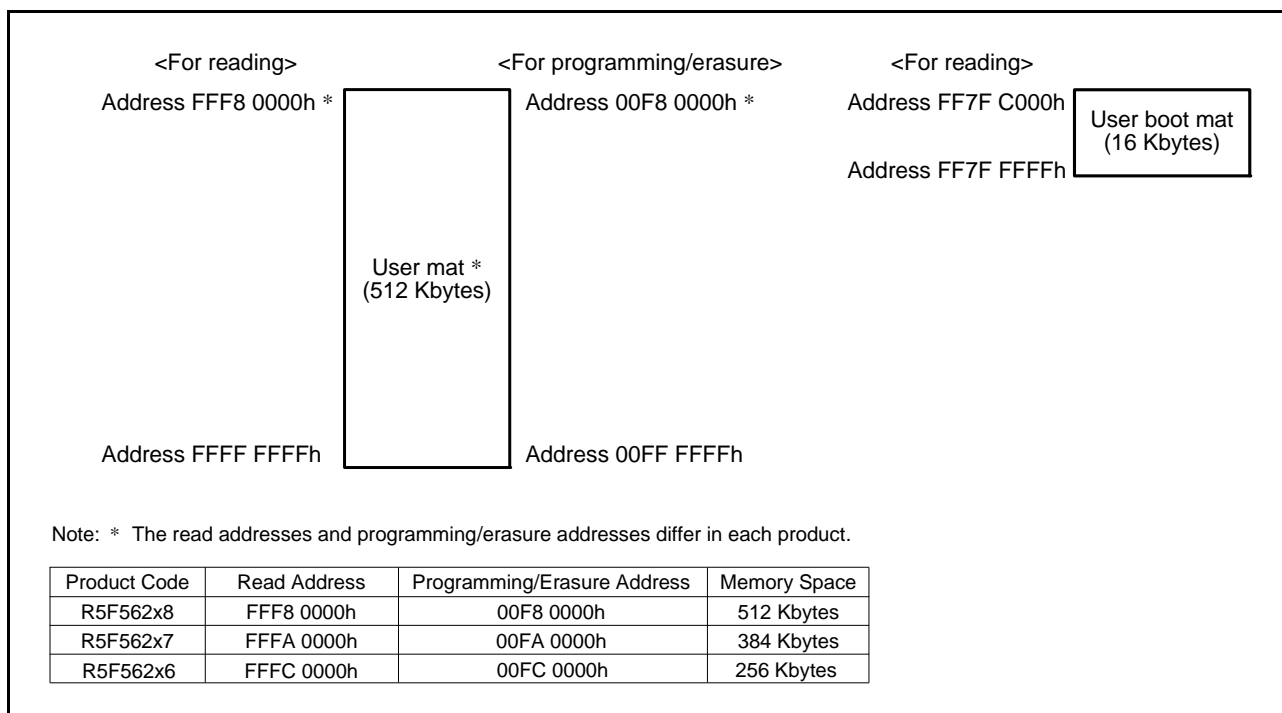 <For reading> <For programming/erasure> <For reading>
Address FFF8 0000h * Address 00F8 0000h * Address FF7F C000h
User boot mat
(16 Kbytes)
Address FF7F FFFFh
User mat *
(512 Kbytes)
Address FFFF FFFFh Address 00FF FFFFh
Note: * The read addresses and programming/erasure addresses differ in each product.
Product Code Read Address Programming/Erasure Address Memory Space
R5F562x8 FFF8 0000h 00F8 0000h 512 Kbytes
R5F562x7 FFFA 0000h 00FA 0000h 384 Kbytes
R5F562x6 FFFC 0000h 00FC 0000h 256 Kbytes